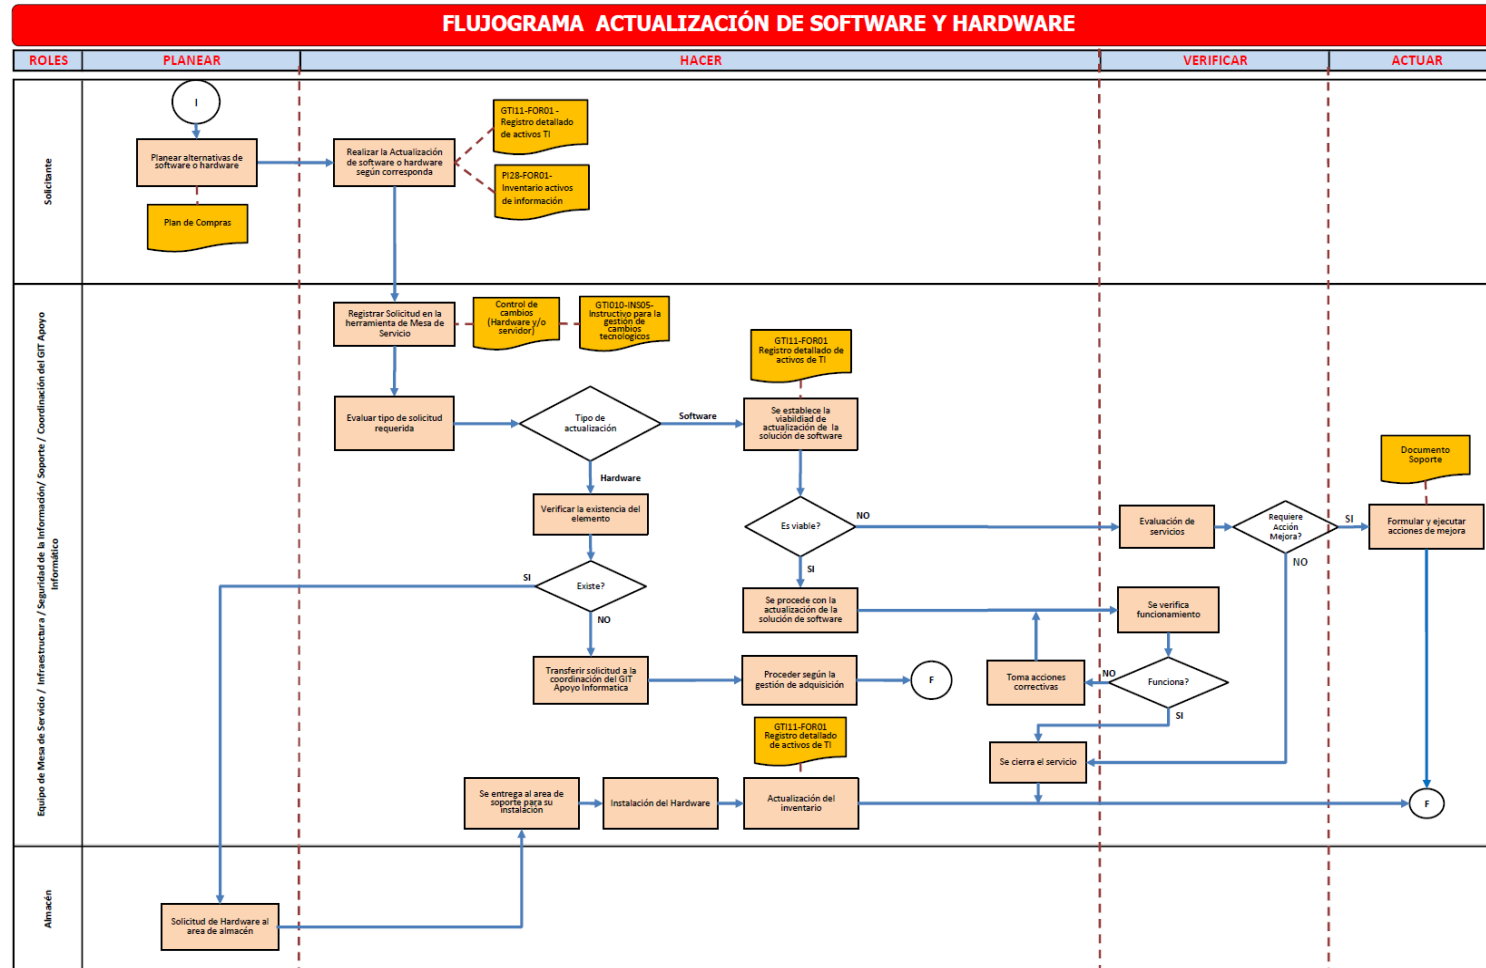 FLUJOGRAMA ACTUALIZACIÓN DE SOFTWARE Y HARDWARE
ROLES
PLANEAR
HACER
VERIFICAR
ACTUAR
Solicitante
I
Planear alternativas de
software o hardware
Plan de Compras
Realizar la Actualización
de software o hardware
según corresponda
GTI11-FOR01 -
Registro detallado
de activos TI
PI28-FOR01-
Inventario activos
de información
Equipo de Mesa de Servicio / Infraestructura / Seguridad de la Información/ Soporte / Coordinación del GIT Apoyo
Informático
Registrar Solicitud en la
herramienta de Mesa de
Servicio
Control de
cambios
(Hardware y/o
servidor)
GTI010-INS05-
Instructivo para la
gestión de
cambios
tecnologicos
GTI11-FOR01
Registro detallado de
activos de TI
Evaluar tipo de solicitud
requerida
Tipo de
actualización
Software
Se establece la
viabilidiad de
actualización de la
solución de software
Hardware
Verificar la existencia del
elemento
Es viable?
NO
SI
Evaluación de
servicios
Requiere
Acción
Mejora?
SI
NO
Documento
Soporte
Formular y ejecutar
acciones de mejora
Existe?
SI
NO
Se procede con la
actualización de la
solución de software
Se verifica
funcionamiento
Transferir solicitud a la
coordinación del GIT
Apoyo Informatica
Proceder según la
gestión de adquisición
F
Toma acciones
correctivas
NO
Funciona?
SI
GTI11-FOR01
Registro detallado
de activos de TI
Se cierra el servicio
Se entrega al area de
soporte para su
instalación
Instalación del Hardware
Actualización del
inventario
F
Almacén
Solicitud de Hardware al
area de almacén